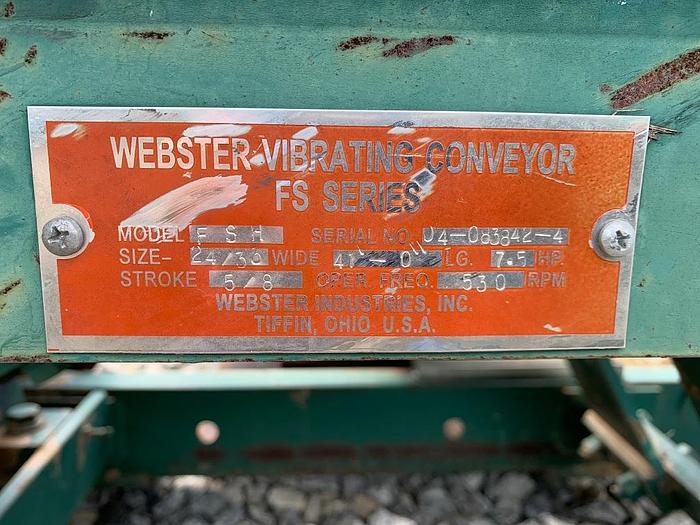 WEBSTER VIBRATING CONVEYOR
FS SERIES
MODEL FSH SERIAL NO. 04-083842-4
SIZE- 24/30 WIDE LG. 7.5 HP.
STROKE 5/8 OPER. FREQ. 530 RPM
WEBSTER INDUSTRIES, INC.
TIFFIN, OHIO U.S.A.